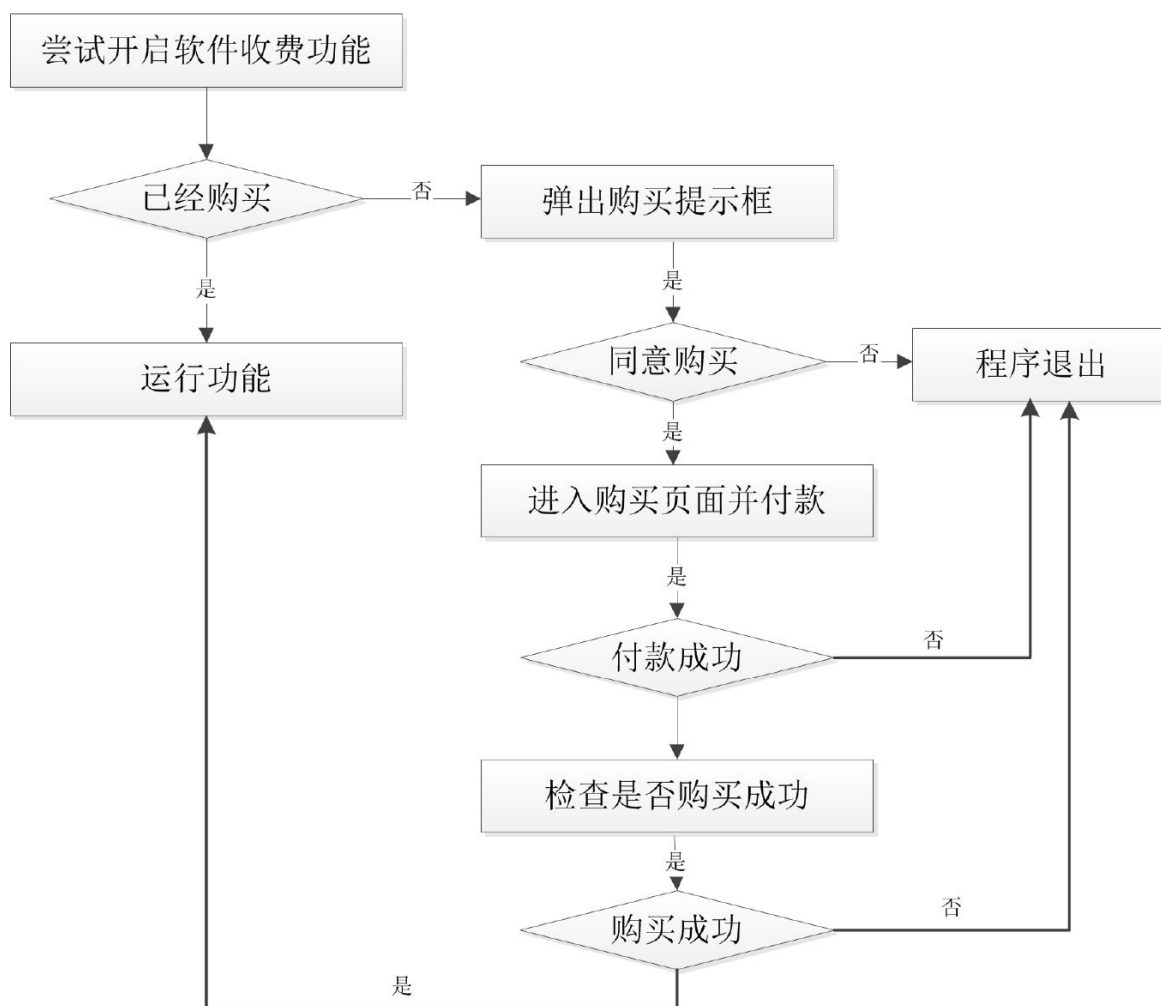 尝试开启软件收费功能
已经购买
否
弹出购买提示框
是
是
运行功能
同意购买
否
程序退出
是
进入购买页面并付款
是
付款成功
否
检查是否购买成功
是
购买成功
否
是